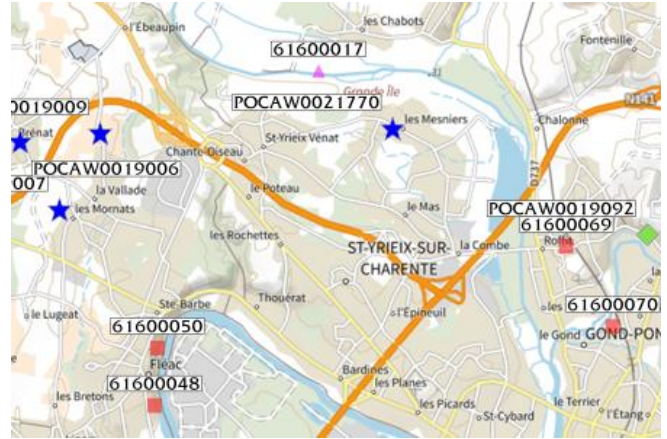 l'Ébeaupin
les Chabots
Fontenille
61600017
Grande Île
N141
0019009
POCAW0021770
Brénat
les Mesniers
Chalonne
St-Yrieix Vénat
Chante-Oiseau
POCAW0019006
007
D737
la Vallade
le Poteau
les Mornats
le Mas
POCAW0019092
61600069
les Rochettes
ST-YRIEIX-SUR-
CHARENTE
la Combe
Roffit
Thouérat
Ste-Barbe
le Lugeat
l'Épineuil
les
61600070
61600050
le Gond
GOND-PON
Fléac
Bardines
61600048
les Planes
les Bretons
les Picards
St-Cybard
le Terrier
l'Étang